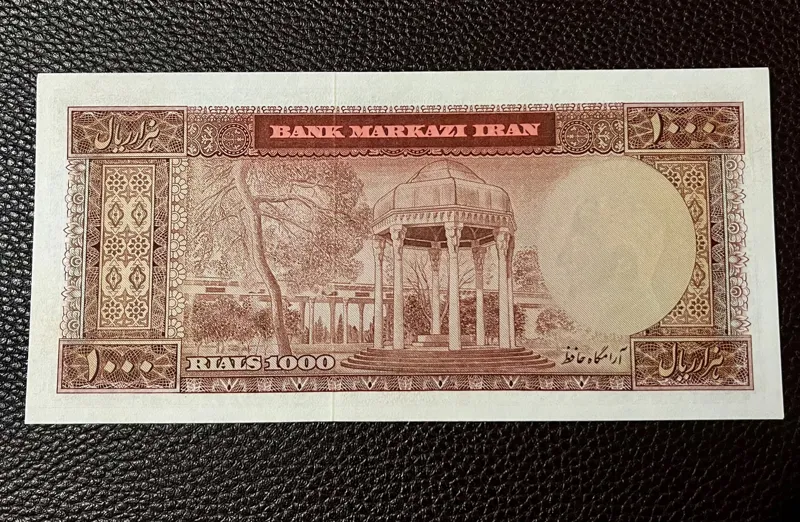 هزار ریال
BANK MARKAZI IRAN
۱۰۰۰
۱۰۰۰
RIALS 1000
آرامگاه حافظ
هزار ریال